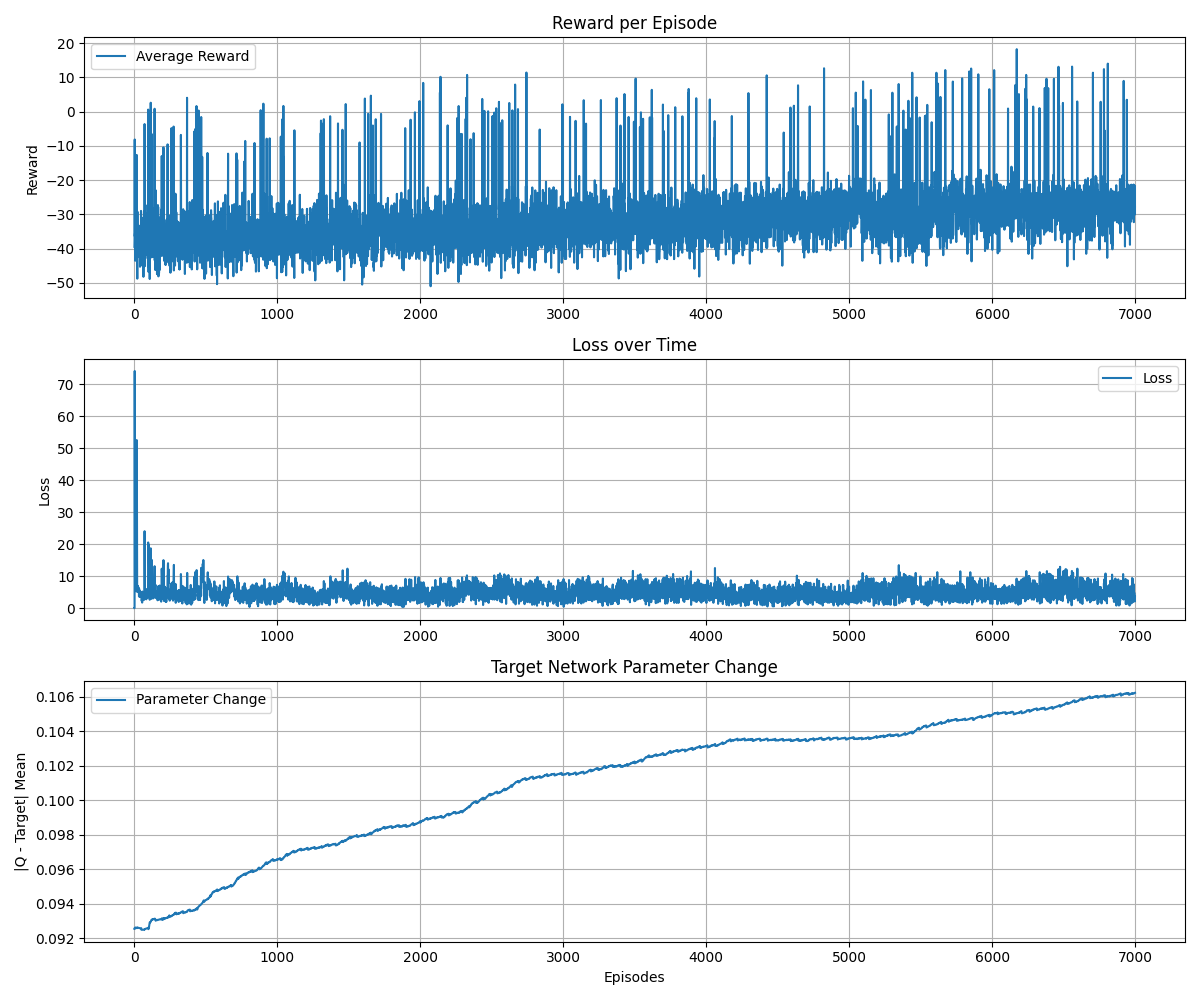 Reward per Episode
Average Reward
Reward
20
10
0
−10
−20
−30
−40
−50
0 1000 2000 3000 4000 5000 6000 7000
Loss over Time
Loss
Loss
70
60
50
40
30
20
10
0
0 1000 2000 3000 4000 5000 6000 7000
Target Network Parameter Change
Parameter Change
|Q - Target| Mean
0.106
0.104
0.102
0.100
0.098
0.096
0.094
0.092
0 1000 2000 3000 4000 5000 6000 7000
Episodes